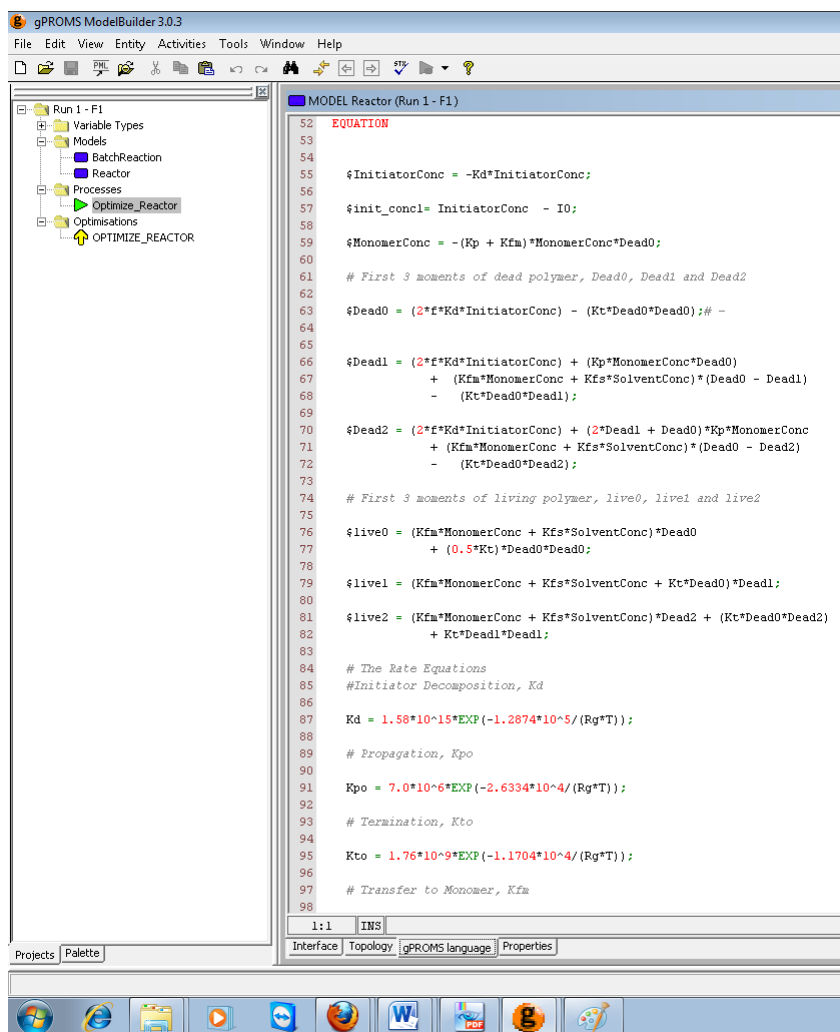 gPROMS ModelBuilder 3.0.3
File Edit View Entity Activities Tools Window Help
Run 1 - F1
Variable Types
Models
BatchReaction
Reactor
Processes
Optimize_Reactor
Optimisations
OPTIMIZE_REACTOR
Projects Palette
MODEL Reactor (Run 1 - F1)
52 EQUATION
53
54
55 $InitiatorConc = -Kd*InitiatorConc;
56
57 $init_conc1= InitiatorConc - I0;
58
59 $MonomerConc = -(Kp + Kfm)*MonomerConc*Dead0;
60
61 # First 3 moments of dead polymer, Dead0, Dead1 and Dead2
62
63 $Dead0 = (2*f*Kd*InitiatorConc) - (Kt*Dead0*Dead0);# -
64
65
66 $Dead1 = (2*f*Kd*InitiatorConc) + (Kp*MonomerConc*Dead0)
67 + (Kfm*MonomerConc + Kfs*SolventConc)*(Dead0 - Dead1)
68 - (Kt*Dead0*Dead1);
69
70 $Dead2 = (2*f*Kd*InitiatorConc) + (2*Dead1 + Dead0)*Kp*MonomerConc
71 + (Kfm*MonomerConc + Kfs*SolventConc)*(Dead0 - Dead2)
72 - (Kt*Dead0*Dead2);
73
74 # First 3 moments of living polymer, live0, live1 and live2
75
76 $live0 = (Kfm*MonomerConc + Kfs*SolventConc)*Dead0
77 + (0.5*Kt)*Dead0*Dead0;
78
79 $live1 = (Kfm*MonomerConc + Kfs*SolventConc + Kt*Dead0)*Dead1;
80
81 $live2 = (Kfm*MonomerConc + Kfs*SolventConc)*Dead2 + (Kt*Dead0*Dead2)
82 + Kt*Dead1*Dead1;
83
84 # The Rate Equations
85 #Initiator Decomposition, Kd
86
87 Kd = 1.58*10^15*EXP(-1.2874*10^5/(Rg*T));
88
89 # Propagation, Kpo
90
91 Kpo = 7.0*10^6*EXP(-2.6334*10^4/(Rg*T));
92
93 # Termination, Kto
94
95 Kto = 1.76*10^9*EXP(-1.1704*10^4/(Rg*T));
96
97 # Transfer to Monomer, Kfm
98
1:1 INS
Interface Topology gPROMS language Properties